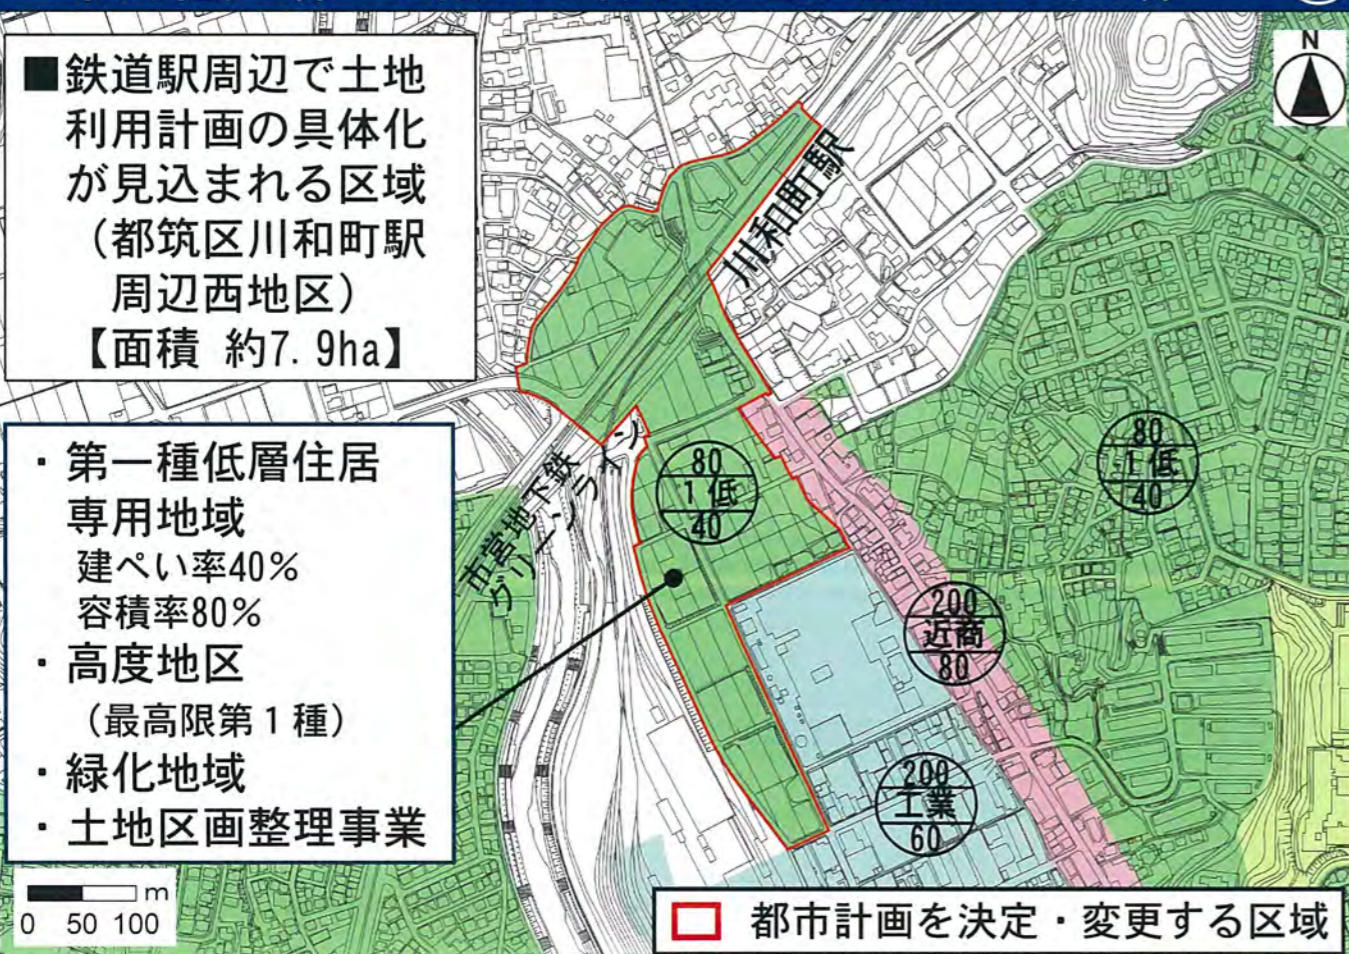 ■鉄道駅周辺で土地
利用計画の具体化
が見込まれる区域
(都筑区川和町駅
周辺西地区)
【面積 約7.9ha】
・第一種低層住居
専用地域
建ぺい率40%
容積率80%
・高度地区
(最高限第1種)
・緑化地域
・土地区画整理事業
N
川和町駅
市営地下鉄
グリーンライン
80
1低
40
80
1低
40
200
近商
80
200
工業
60
m
0 50 100
都市計画を決定・変更する区域